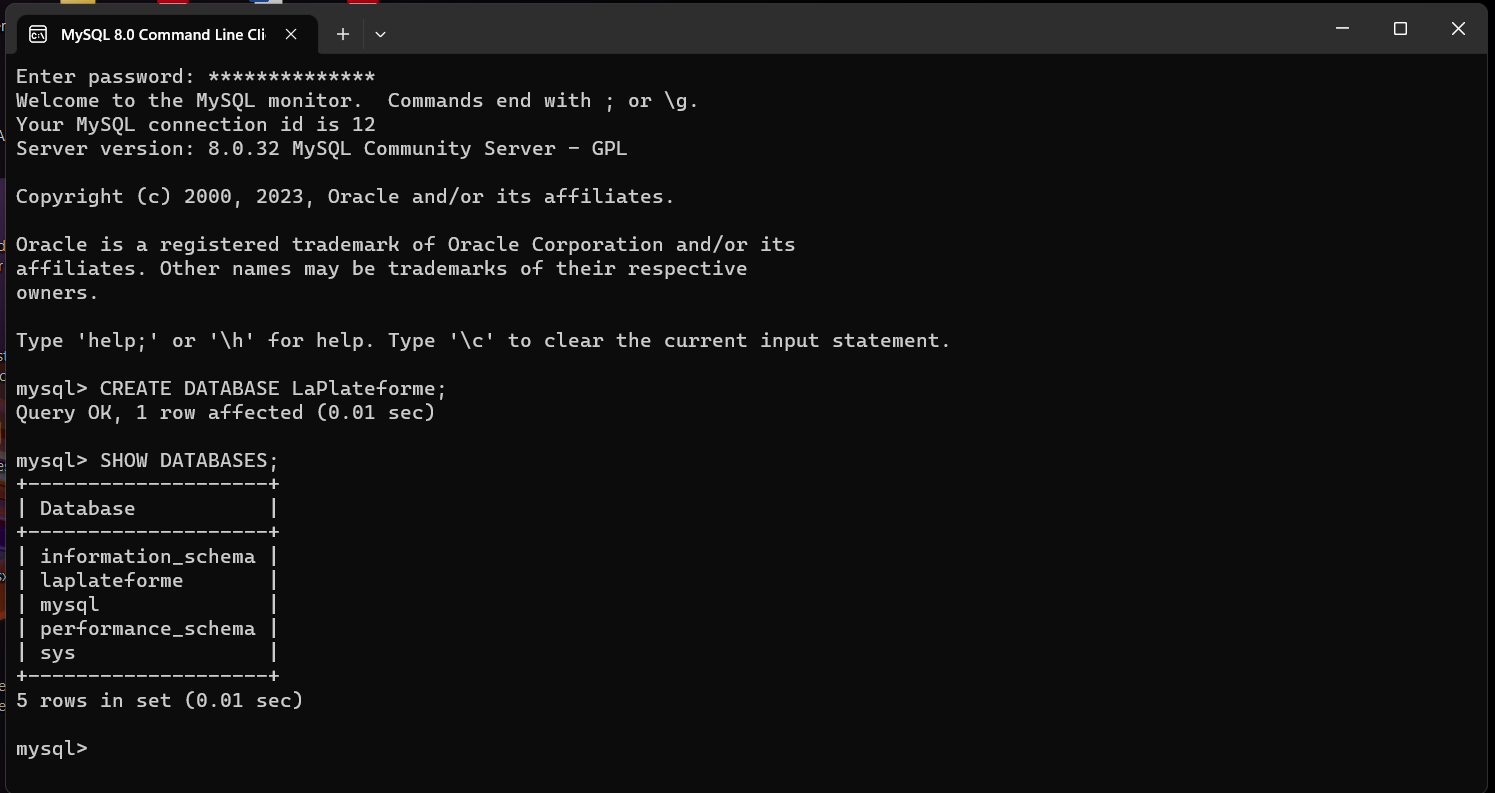 MySQL 8.0 Command Line Cli
Enter password: **************
Welcome to the MySQL monitor.  Commands end with ; or \g.
Your MySQL connection id is 12
Server version: 8.0.32 MySQL Community Server - GPL
Copyright (c) 2000, 2023, Oracle and/or its affiliates.
Oracle is a registered trademark of Oracle Corporation and/or its
affiliates. Other names may be trademarks of their respective
owners.
Type 'help;' or '\h' for help. Type '\c' to clear the current input statement.
mysql> CREATE DATABASE LaPlateforme;
Query OK, 1 row affected (0.01 sec)
mysql> SHOW DATABASES;
+--------------------+
| Database           |
+--------------------+
| information_schema |
| laplateforme       |
| mysql              |
| performance_schema |
| sys                |
+--------------------+
5 rows in set (0.01 sec)
mysql>